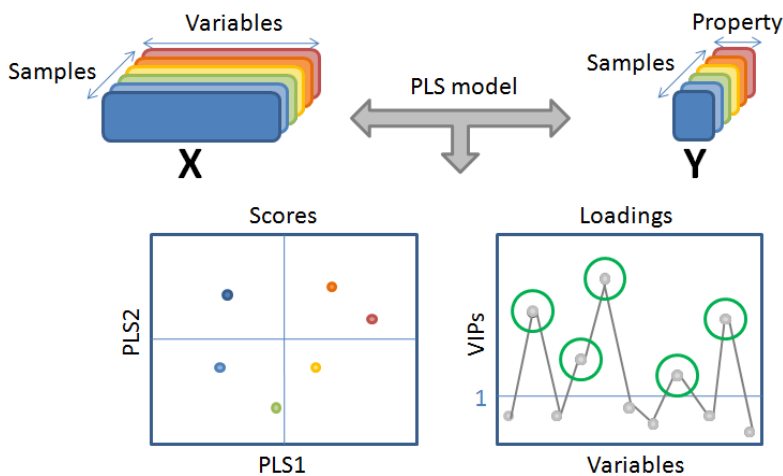 Variables
Samples
X
PLS model
Property
Samples
Y
Scores
PLS2
PLS1
Loadings
VIPs
1
Variables